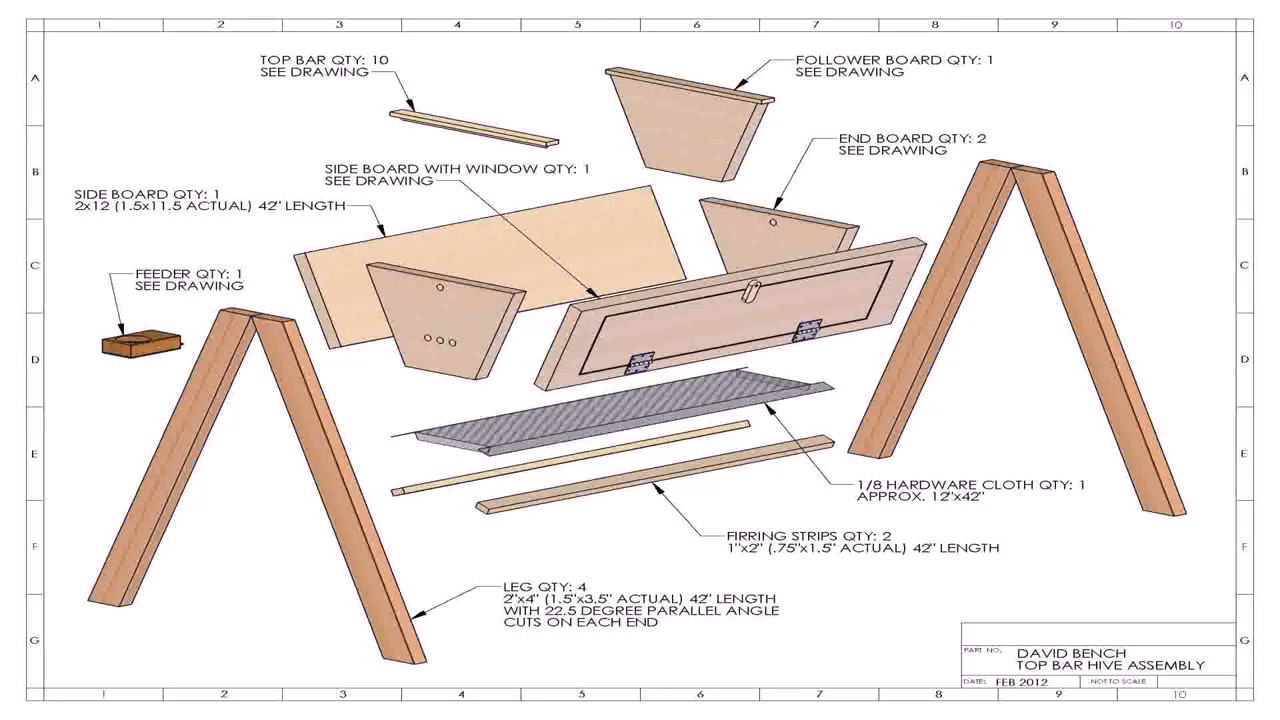 1 2 3 4 5 6 7 8 9 10
A
A
TOP BAR QTY: 10
SEE DRAWING
FOLLOWER BOARD QTY: 1
SEE DRAWING
END BOARD QTY: 2
SEE DRAWING
B
B
SIDE BOARD WITH WINDOW QTY: 1
SEE DRAWING
SIDE BOARD QTY: 1
2x12 (1.5x11.5 ACTUAL) 42" LENGTH
C
C
FEEDER QTY: 1
SEE DRAWING
D
D
E
E
1/8 HARDWARE CLOTH QTY: 1
APPROX. 12"x42"
F
F
FIRRING STRIPS QTY: 2
1"x2" (.75"x1.5" ACTUAL) 42" LENGTH
LEG QTY: 4
2"x4" (1.5"x3.5" ACTUAL) 42" LENGTH
WITH 22.5 DEGREE PARALLEL ANGLE
CUTS ON EACH END
G
G
PART NO. DAVID BENCH
TOP BAR HIVE ASSEMBLY
DATE: FEB 2012 NOT TO SCALE
1 2 3 4 5 6 7 8 9 10